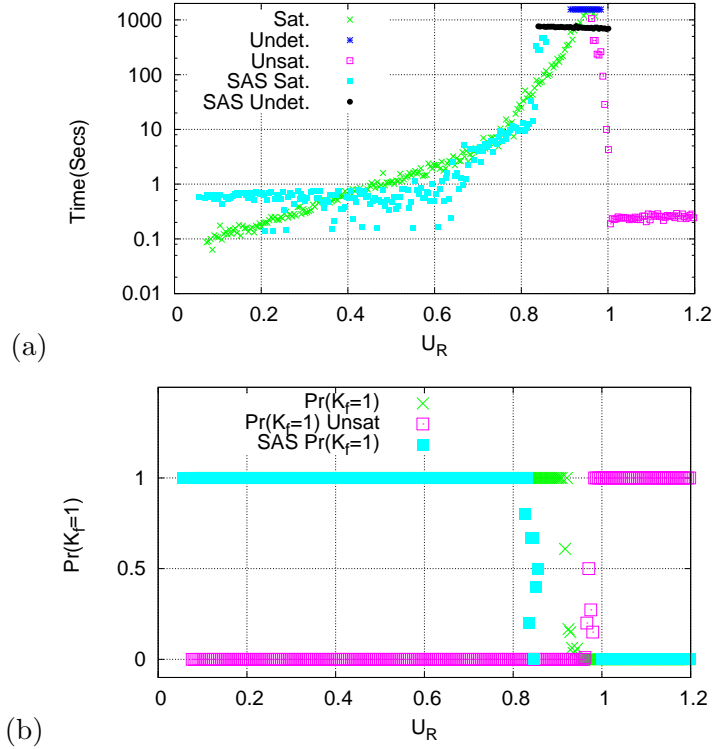 Sat.
Undet.
Unsat.
SAS Sat.
SAS Undet.
1000
100
10
1
0.1
0.01
Time(Secs)
0 0.2 0.4 0.6 0.8 1 1.2
U_R
(a)
Pr(K_f=1)
Pr(K_f=1) Unsat
SAS Pr(K_f=1)
1
0.5
0
Pr(K_f=1)
0 0.2 0.4 0.6 0.8 1 1.2
U_R
(b)